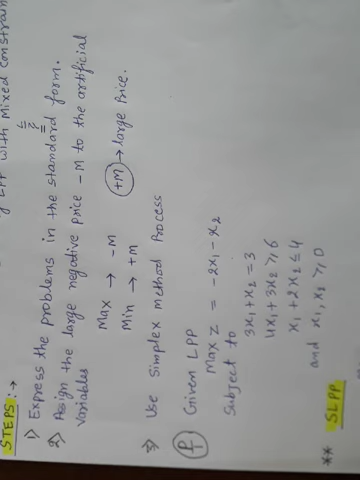 g LPP with Mixed Constrain
STEPS:→
≤
≥
=
1) Express the problems in the standard form.
2) Assign the large negative price -M to the artificial
variables
Max → -M
Min → +M
+M → large Price.
3) Use Simplex method Process
P
1
Given LPP
Max Z = -2x1 - x2
Subject to
3x1 + x2 = 3
4x1 + 3x2 ≥ 6
x1 + 2x2 ≤ 4
and x1, x2 ≥ 0
** SLPP